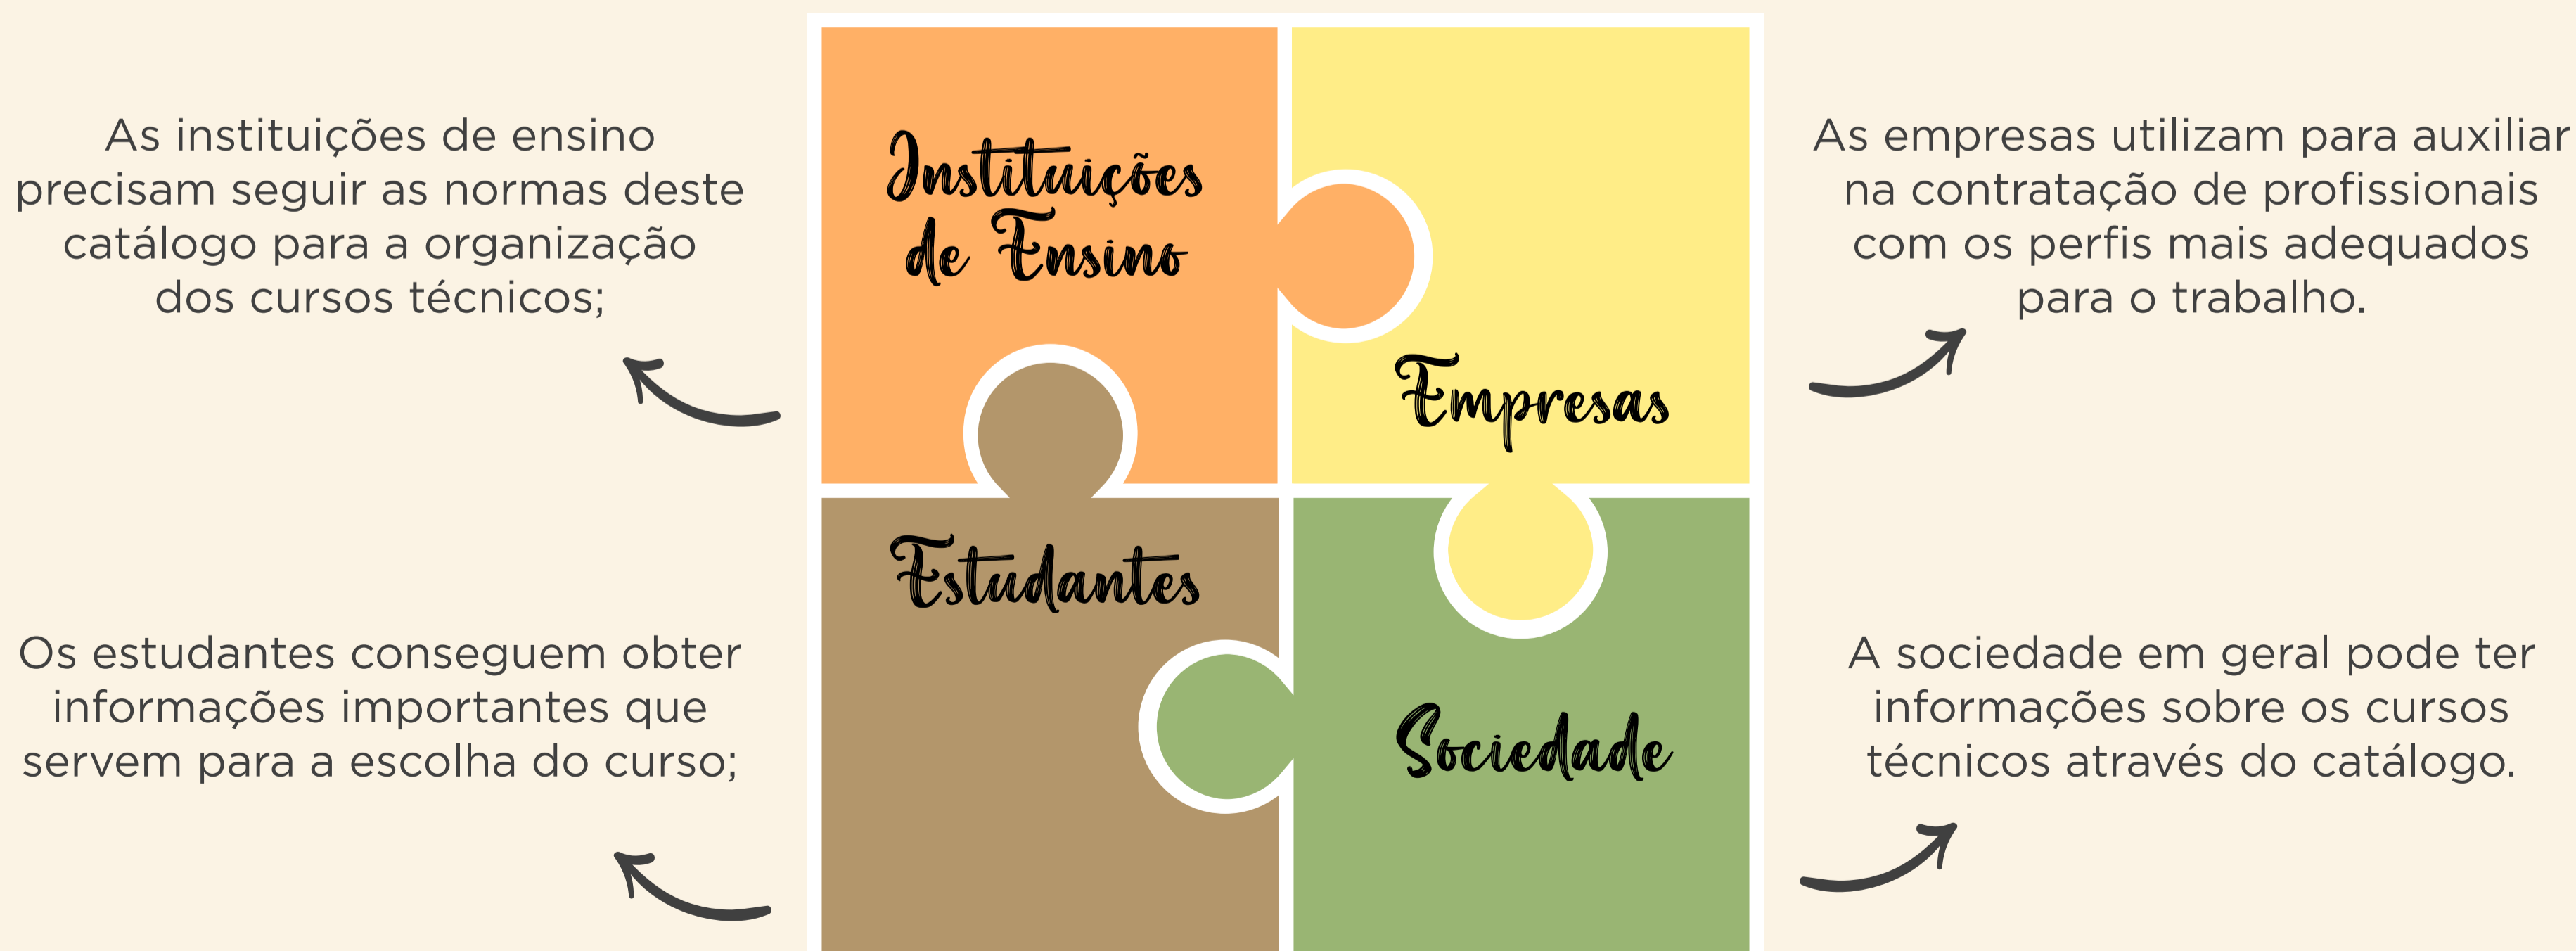 As instituições de ensino
precisam seguir as normas deste
catálogo para a organização
dos cursos técnicos;
Instituições
de Ensino
As empresas utilizam para auxiliar
na contratação de profissionais
com os perfis mais adequados
para o trabalho.
Empresas
Os estudantes conseguem obter
informações importantes que
servem para a escolha do curso;
Estudantes
Sociedade
A sociedade em geral pode ter
informações sobre os cursos
técnicos através do catálogo.